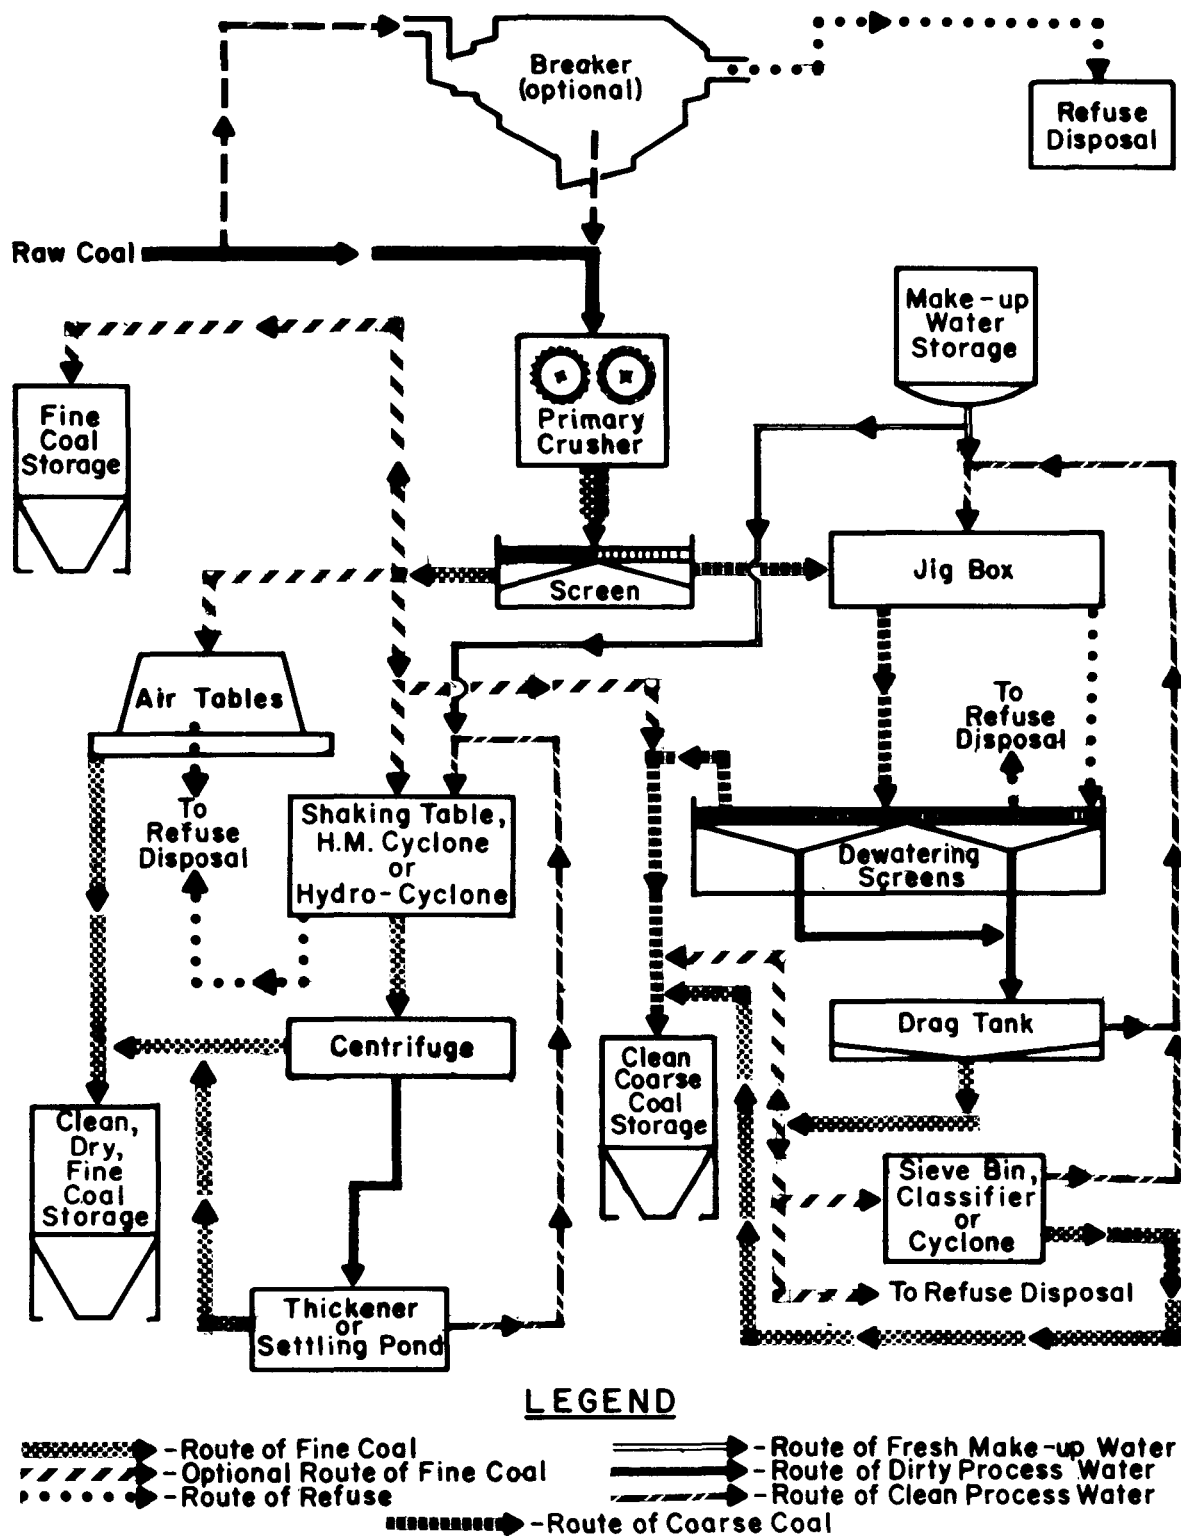 Breaker
(optional)
Refuse
Disposal
Raw Coal
Make-up
Water
Storage
Primary
Crusher
Fine
Coal
Storage
Screen
Jig Box
Air Tables
To
Refuse
Disposal
To
Refuse
Disposal
Shaking Table,
H.M. Cyclone
or
Hydro-Cyclone
Dewatering
Screens
Centrifuge
Drag Tank
Clean
Coarse
Coal
Storage
Clean,
Dry,
Fine
Coal
Storage
Sieve Bin,
Classifier
or
Cyclone
To Refuse Disposal
Thickener
or
Settling Pond
LEGEND
-Route of Fine Coal
-Optional Route of Fine Coal
-Route of Refuse
-Route of Fresh Make-up Water
-Route of Dirty Process Water
-Route of Clean Process Water
-Route of Coarse Coal